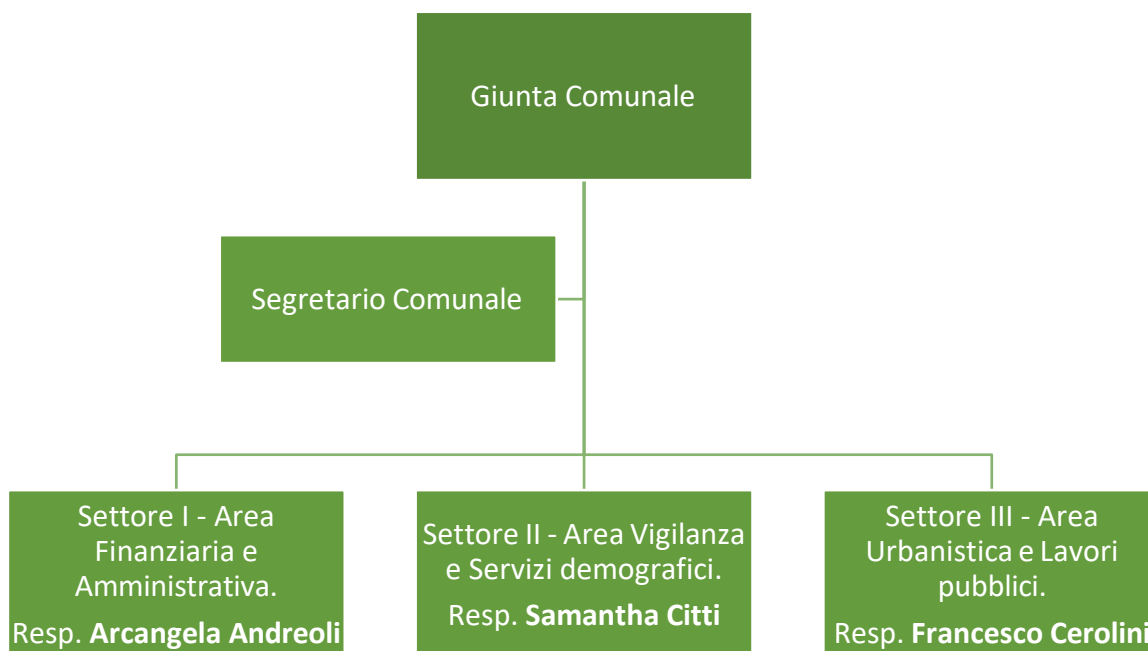 Giunta Comunale
Segretario Comunale
Settore I - Area
Finanziaria e
Amministrativa.
Resp. Arcangela Andreoli
Settore II - Area Vigilanza
e Servizi demografici.
Resp. Samantha Citti
Settore III - Area
Urbanistica e Lavori
pubblici.
Resp. Francesco Cerolini